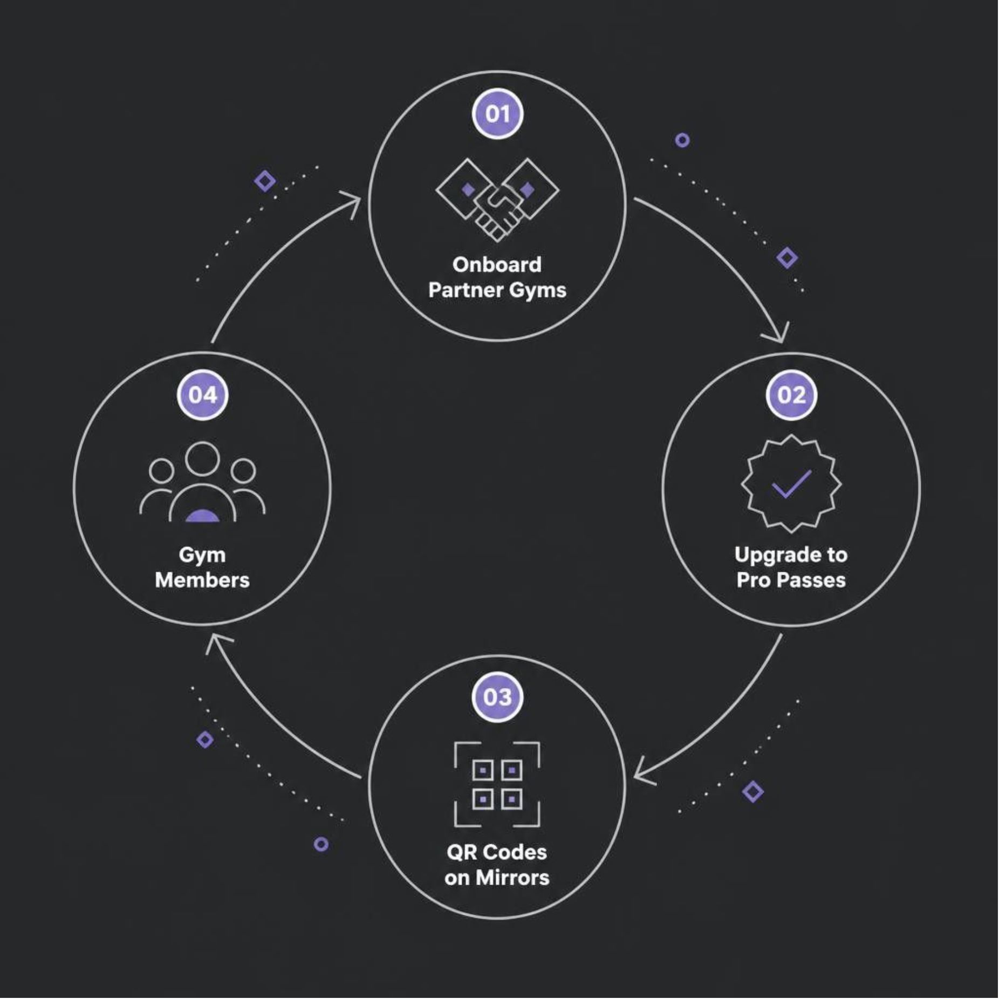 01
Onboard
Partner Gyms
02
Upgrade to
Pro Passes
03
QR Codes
on Mirrors
04
Gym
Members